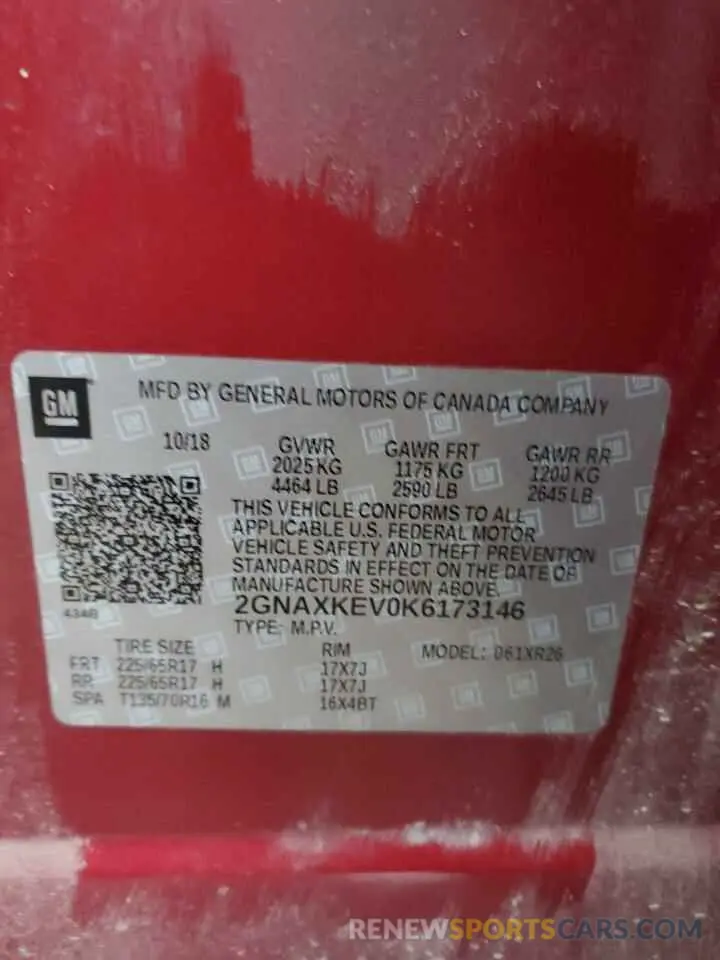 GM
MFD BY GENERAL MOTORS OF CANADA COMPANY
10/18 GVWR GAWR FRT GAWR RR
2025 KG 1175 KG 1200 KG
4464 LB 2590 LB 2645 LB
THIS VEHICLE CONFORMS TO ALL
APPLICABLE U.S. FEDERAL MOTOR
VEHICLE SAFETY AND THEFT PREVENTION
STANDARDS IN EFFECT ON THE DATE OF
MANUFACTURE SHOWN ABOVE.
2GNAXKEV0K6173146
TYPE: M.P.V.
TIRE SIZE RIM MODEL: 061XR26
FRT 225/65R17 H 17X7J
RR 225/65R17 H 17X7J
SPA T135/70R16 M 16X4BT
RENEWSPORTSCARS.COM